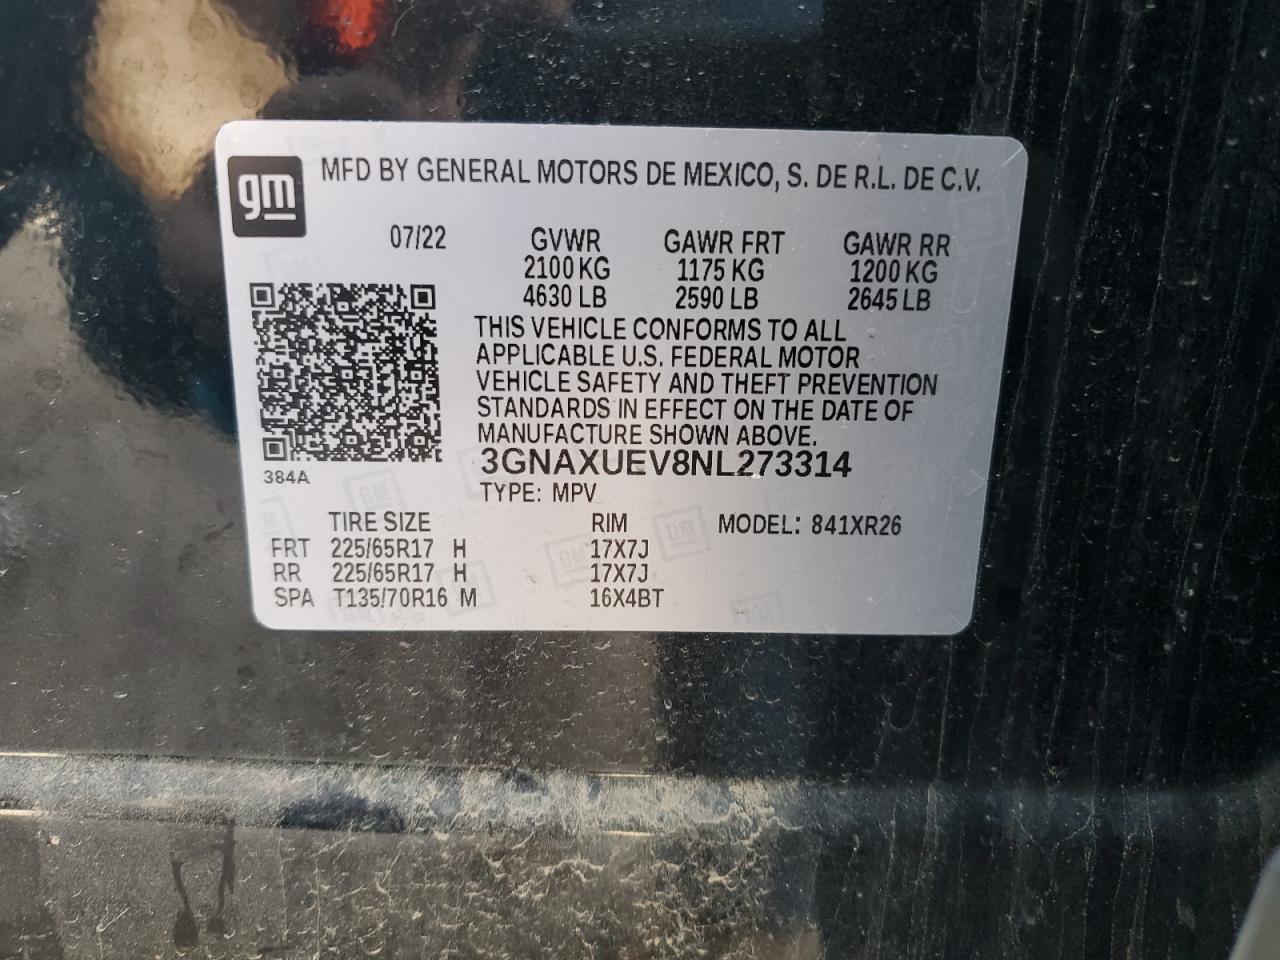 gm
MFD BY GENERAL MOTORS DE MEXICO, S. DE R.L. DE C.V.
07/22 GVWR GAWR FRT GAWR RR
2100 KG 1175 KG 1200 KG
4630 LB 2590 LB 2645 LB
THIS VEHICLE CONFORMS TO ALL
APPLICABLE U.S. FEDERAL MOTOR
VEHICLE SAFETY AND THEFT PREVENTION
STANDARDS IN EFFECT ON THE DATE OF
MANUFACTURE SHOWN ABOVE.
3GNAXUEV8NL273314
384A
TYPE: MPV
TIRE SIZE RIM MODEL: 841XR26
FRT 225/65R17 H 17X7J
RR 225/65R17 H 17X7J
SPA T135/70R16 M 16X4BT